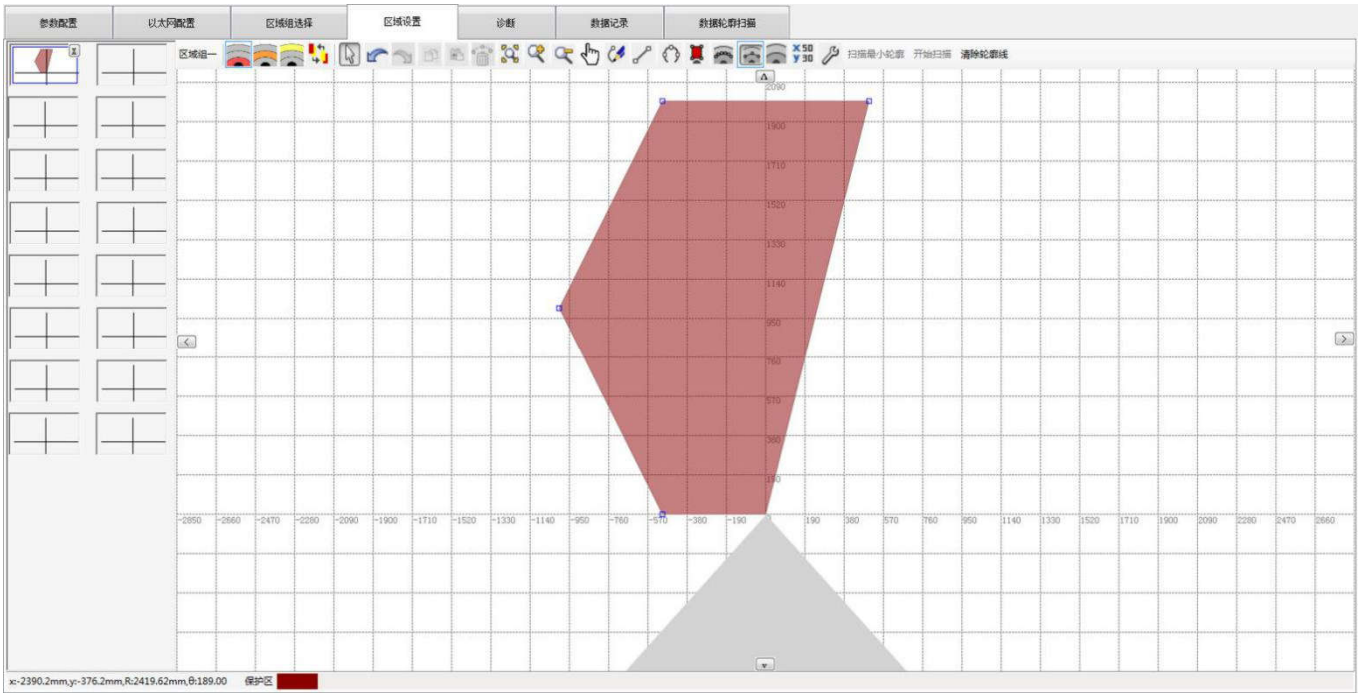 参数配置 以太网配置 区域组选择 区域设置 诊断 数据记录 数据轮廓扫描
区域组一 X 50 y 30 扫描最小轮廓 开始扫描 清除轮廓线
X
2090
1900
1710
1520
1330
1140
950
760
570
380
190
-2850 -2660 -2470 -2280 -2090 -1900 -1710 -1520 -1330 -1140 -950 -760 -570 -380 -190 0 190 380 570 760 950 1140 1330 1520 1710 1900 2090 2280 2470 2660
x:-2390.2mm,y:-376.2mm,R:2419.62mm,θ:189.00 保护区